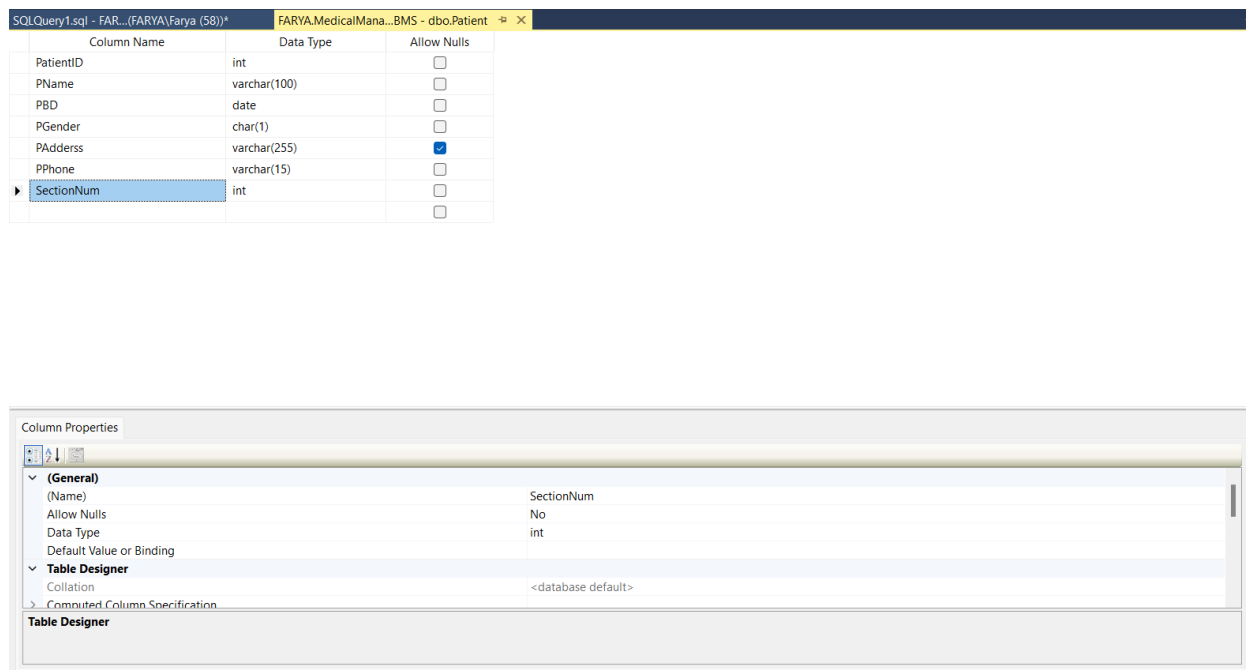 SQLQuery1.sql - FAR...(FARYA\Farya (58))* FARYA.MedicalMana...BMS - dbo.Patient
Column Name Data Type Allow Nulls
PatientID int
PName varchar(100)
PBD date
PGender char(1)
PAdderss varchar(255)
PPhone varchar(15)
SectionNum int
Column Properties
(General)
(Name) SectionNum
Allow Nulls No
Data Type int
Default Value or Binding
Table Designer
Collation <database default>
Computed Column Specification
Table Designer